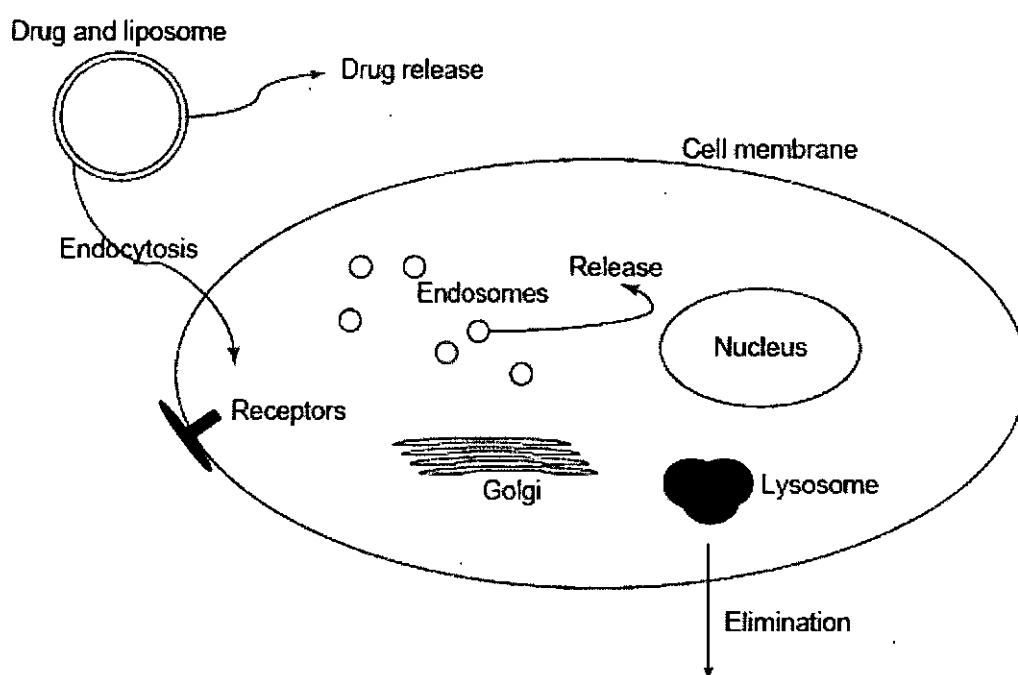 Drug and liposome
Drug release
Cell membrane
Endocytosis
Release
Endosomes
Nucleus
Receptors
Golgi
Lysosome
Elimination